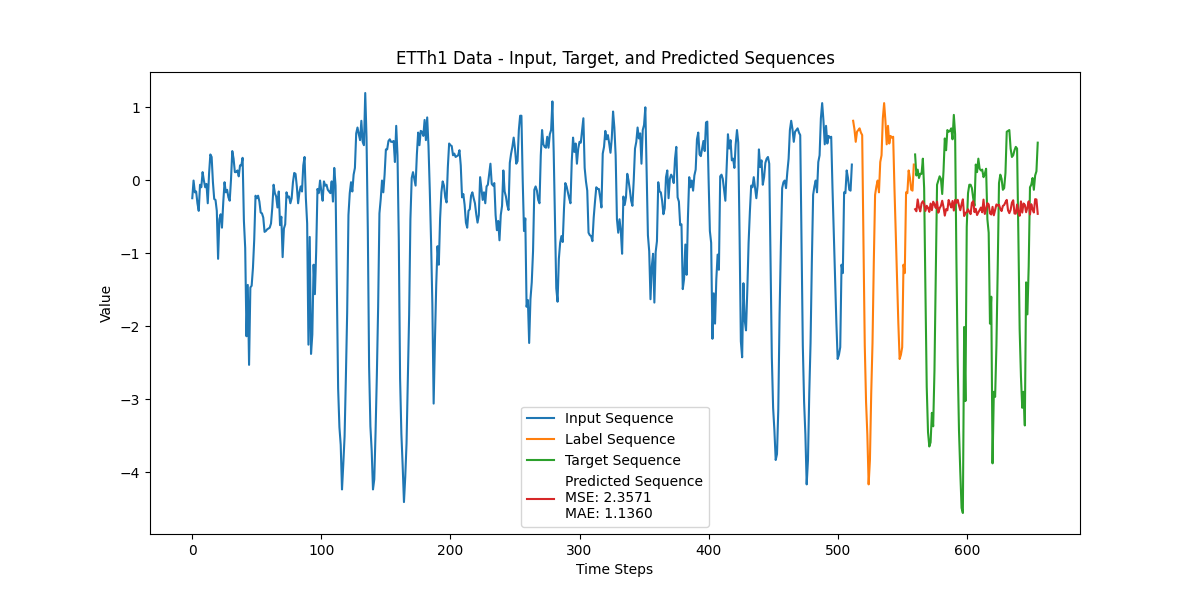 ETTh1 Data - Input, Target, and Predicted Sequences
1
0
−1
−2
−3
−4
Value
Input Sequence
Label Sequence
Target Sequence
Predicted Sequence
MSE: 2.3571
MAE: 1.1360
0 100 200 300 400 500 600
Time Steps